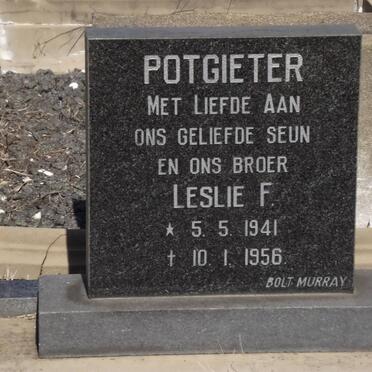 POTGIETER
MET LIEFDE AAN
ONS GELIEFDE SEUN
EN ONS BROER
LESLIE F.
★ 5. 5. 1941
† 10. 1. 1956.
BOLT MURRAY